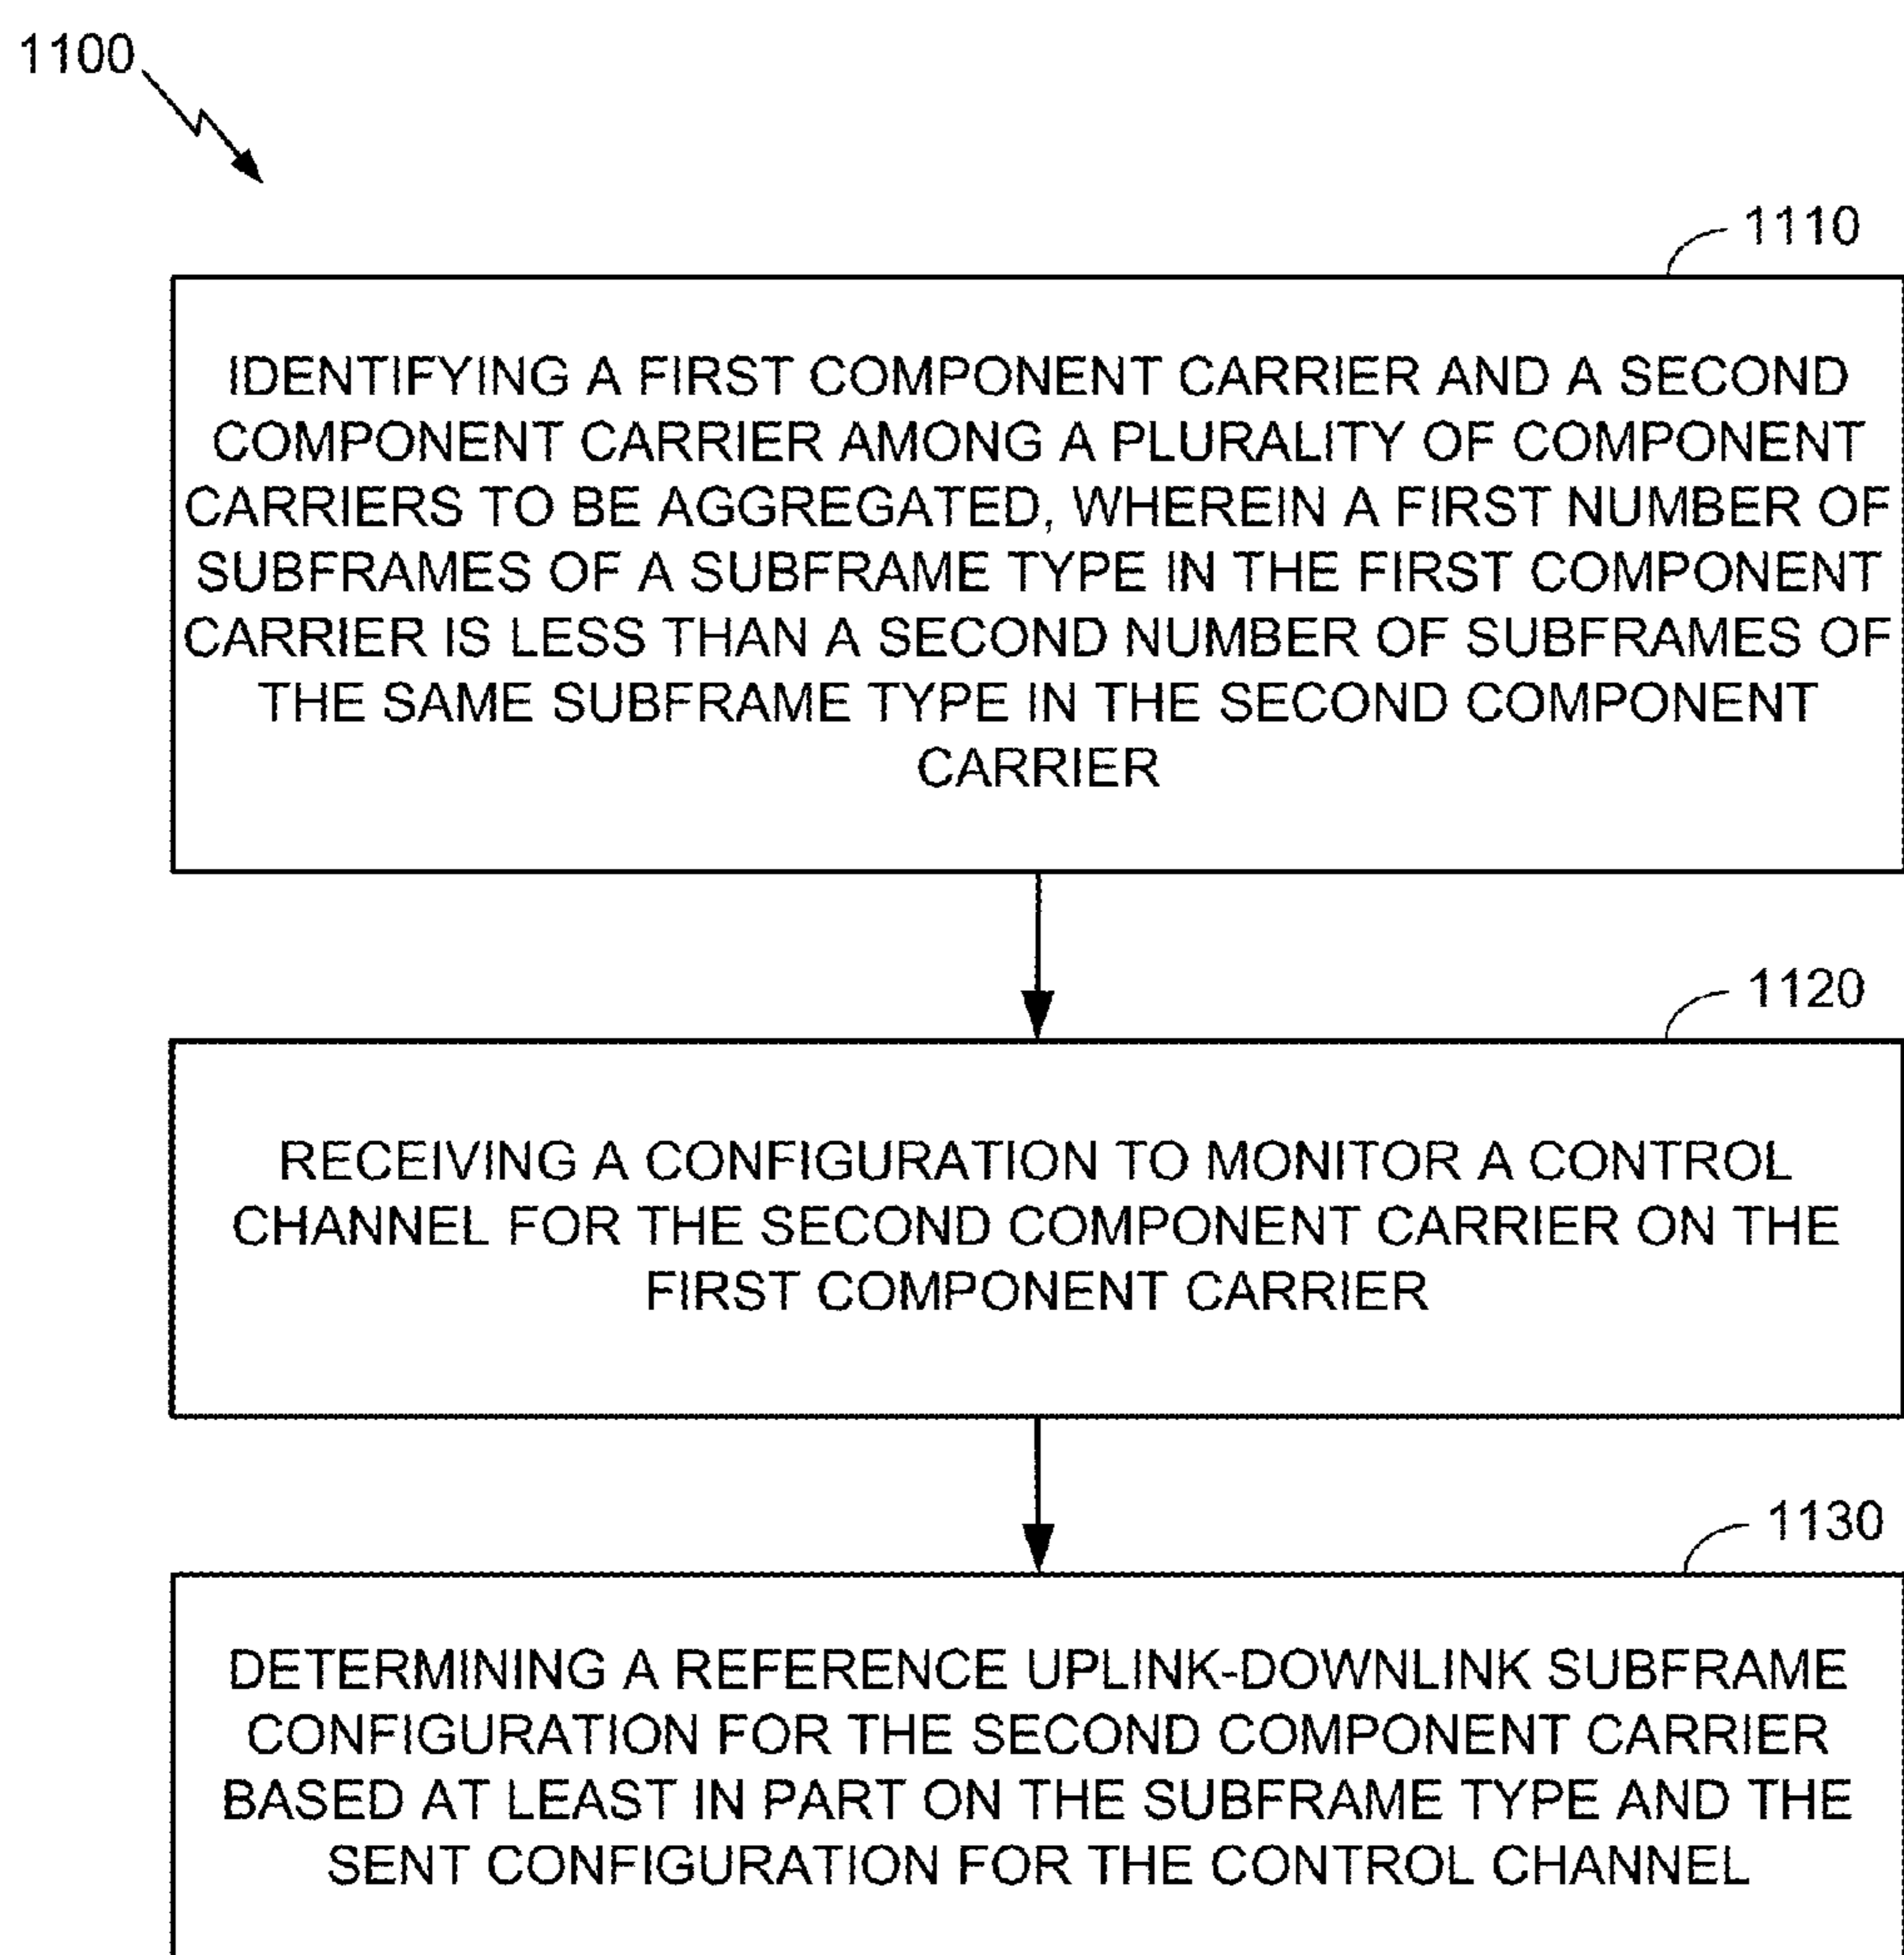 1100
1110
IDENTIFYING A FIRST COMPONENT CARRIER AND A SECOND
COMPONENT CARRIER AMONG A PLURALITY OF COMPONENT
CARRIERS TO BE AGGREGATED, WHEREIN A FIRST NUMBER OF
SUBFRAMES OF A SUBFRAME TYPE IN THE FIRST COMPONENT
CARRIER IS LESS THAN A SECOND NUMBER OF SUBFRAMES OF
THE SAME SUBFRAME TYPE IN THE SECOND COMPONENT
CARRIER
1120
RECEIVING A CONFIGURATION TO MONITOR A CONTROL
CHANNEL FOR THE SECOND COMPONENT CARRIER ON THE
FIRST COMPONENT CARRIER
1130
DETERMINING A REFERENCE UPLINK-DOWNLINK SUBFRAME
CONFIGURATION FOR THE SECOND COMPONENT CARRIER
BASED AT LEAST IN PART ON THE SUBFRAME TYPE AND THE
SENT CONFIGURATION FOR THE CONTROL CHANNEL